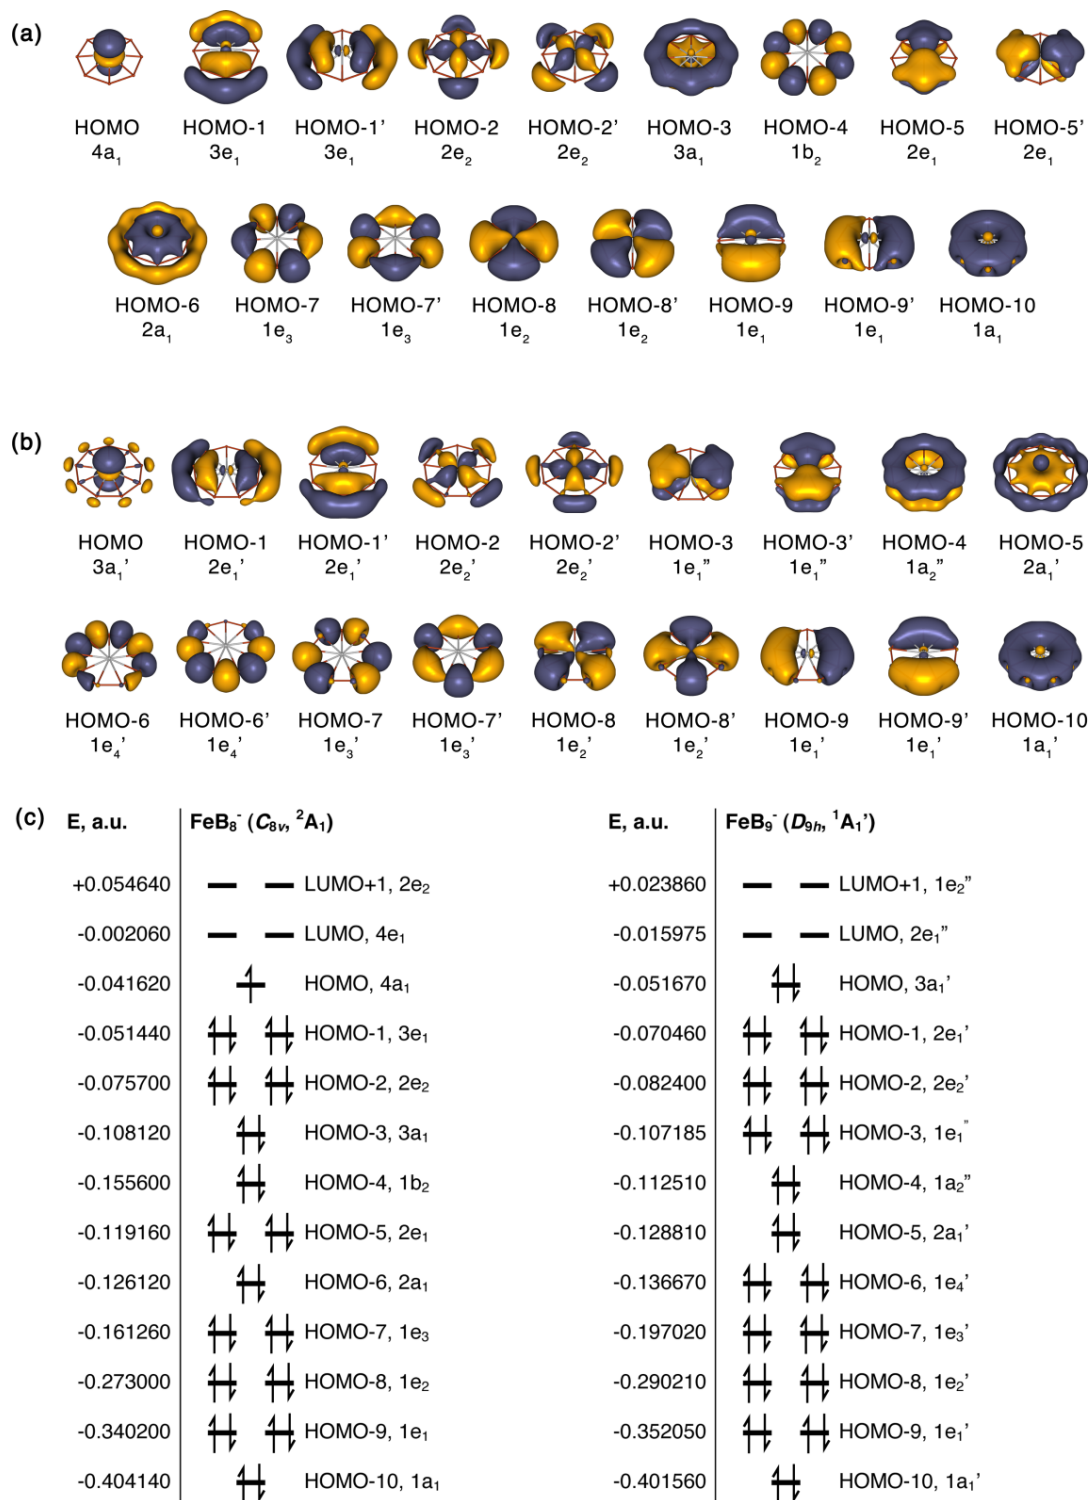 (a)
HOMO HOMO-1 HOMO-1' HOMO-2 HOMO-2' HOMO-3 HOMO-4 HOMO-5 HOMO-5'
4a₁ 3e₁ 3e₁ 2e₂ 2e₂ 3a₁ 1b₂ 2e₁ 2e₁
HOMO-6 HOMO-7 HOMO-7' HOMO-8 HOMO-8' HOMO-9 HOMO-9' HOMO-10
2a₁ 1e₃ 1e₃ 1e₂ 1e₂ 1e₁ 1e₁ 1a₁
(b)
HOMO HOMO-1 HOMO-1' HOMO-2 HOMO-2' HOMO-3 HOMO-3' HOMO-4 HOMO-5
3a₁' 2e₁' 2e₁' 2e₂' 2e₂' 1e₁" 1e₁" 1a₂" 2a₁'
HOMO-6 HOMO-6' HOMO-7 HOMO-7' HOMO-8 HOMO-8' HOMO-9 HOMO-9' HOMO-10
1e₄' 1e₄' 1e₃' 1e₃' 1e₂' 1e₂' 1e₁' 1e₁' 1a₁'
(c) E, a.u. FeB₈⁻ (C₈ᵥ, ²A₁) E, a.u. FeB₉⁻ (D₉ₕ, ¹A₁')
+0.054640 LUMO+1, 2e₂ +0.023860 LUMO+1, 1e₂"
-0.002060 LUMO, 4e₁ -0.015975 LUMO, 2e₁"
-0.041620 HOMO, 4a₁ -0.051670 HOMO, 3a₁'
-0.051440 HOMO-1, 3e₁ -0.070460 HOMO-1, 2e₁'
-0.075700 HOMO-2, 2e₂ -0.082400 HOMO-2, 2e₂'
-0.108120 HOMO-3, 3a₁ -0.107185 HOMO-3, 1e₁"
-0.155600 HOMO-4, 1b₂ -0.112510 HOMO-4, 1a₂"
-0.119160 HOMO-5, 2e₁ -0.128810 HOMO-5, 2a₁'
-0.126120 HOMO-6, 2a₁ -0.136670 HOMO-6, 1e₄'
-0.161260 HOMO-7, 1e₃ -0.197020 HOMO-7, 1e₃'
-0.273000 HOMO-8, 1e₂ -0.290210 HOMO-8, 1e₂'
-0.340200 HOMO-9, 1e₁ -0.352050 HOMO-9, 1e₁'
-0.404140 HOMO-10, 1a₁ -0.401560 HOMO-10, 1a₁'